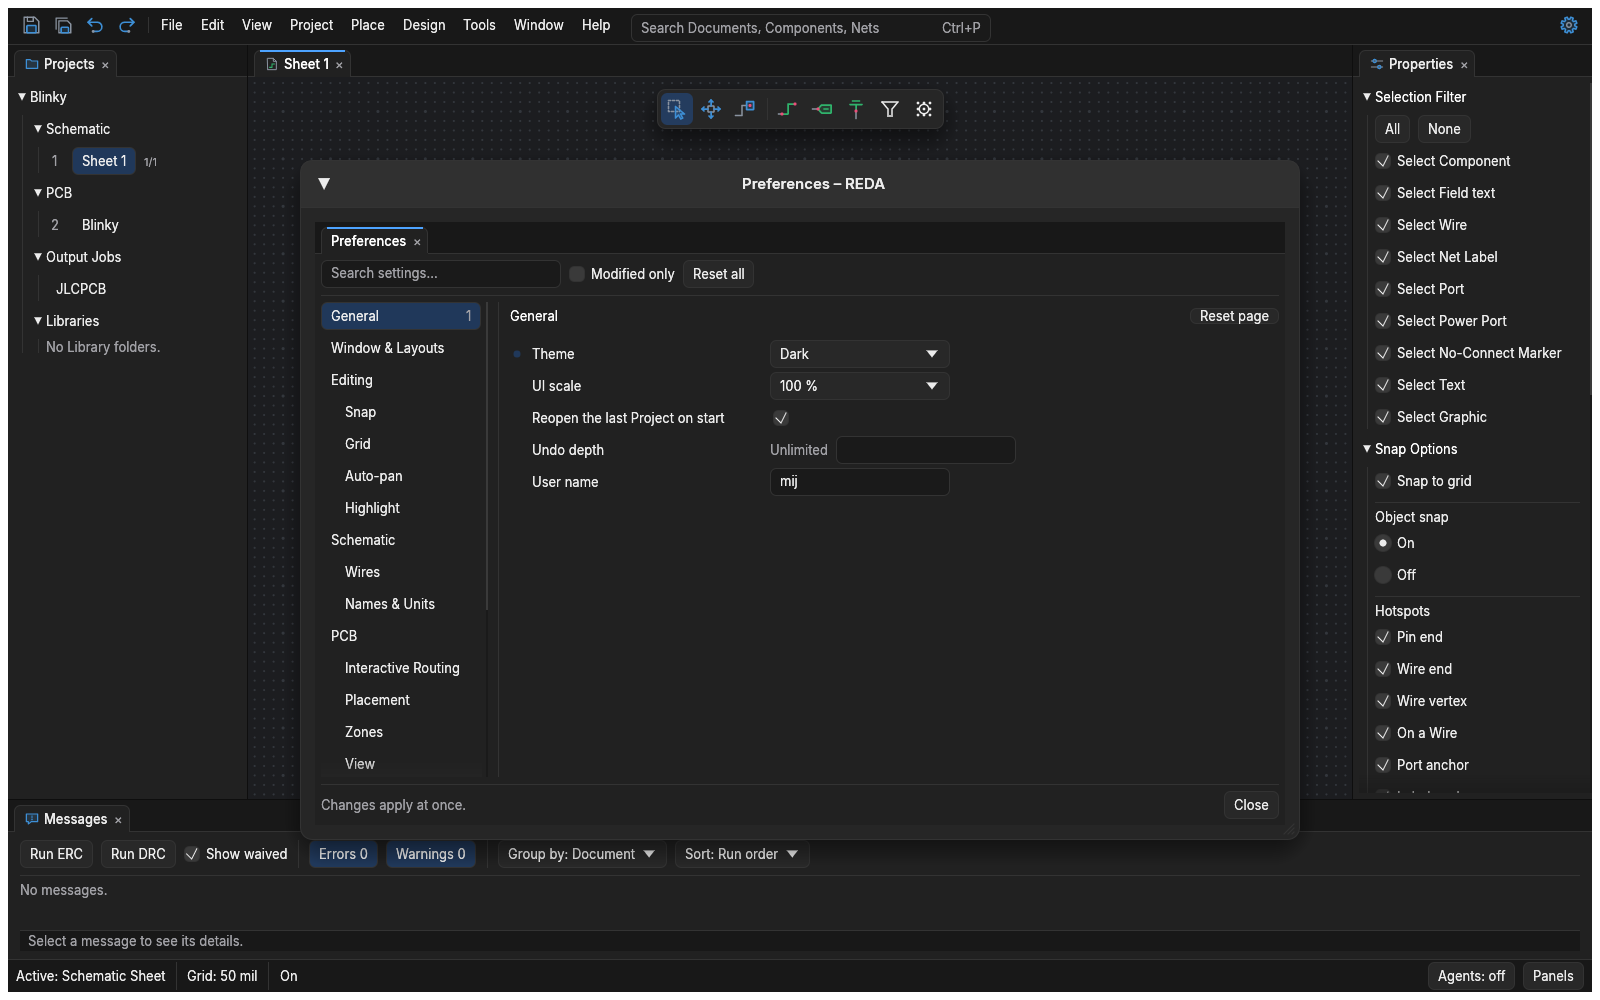 File Edit View Project Place Design Tools Window Help Search Documents, Components, Nets Ctrl+P
Projects × Sheet 1 × Properties ×
Blinky
Schematic
1 Sheet 1 1/1
PCB
2 Blinky
Output Jobs
JLCPCB
Libraries
No Library folders.
Preferences – REDA
Preferences ×
Search settings... Modified only Reset all
General 1
Window & Layouts
Editing
Snap
Grid
Auto-pan
Highlight
Schematic
Wires
Names & Units
PCB
Interactive Routing
Placement
Zones
View
General Reset page
Theme Dark
UI scale 100 %
Reopen the last Project on start
Undo depth Unlimited
User name mij
Changes apply at once. Close
Selection Filter
All None
Select Component
Select Field text
Select Wire
Select Net Label
Select Port
Select Power Port
Select No-Connect Marker
Select Text
Select Graphic
Snap Options
Snap to grid
Object snap
On
Off
Hotspots
Pin end
Wire end
Wire vertex
On a Wire
Port anchor
Messages ×
Run ERC Run DRC Show waived Errors 0 Warnings 0 Group by: Document Sort: Run order
No messages.
Select a message to see its details.
Active: Schematic Sheet Grid: 50 mil On Agents: off Panels